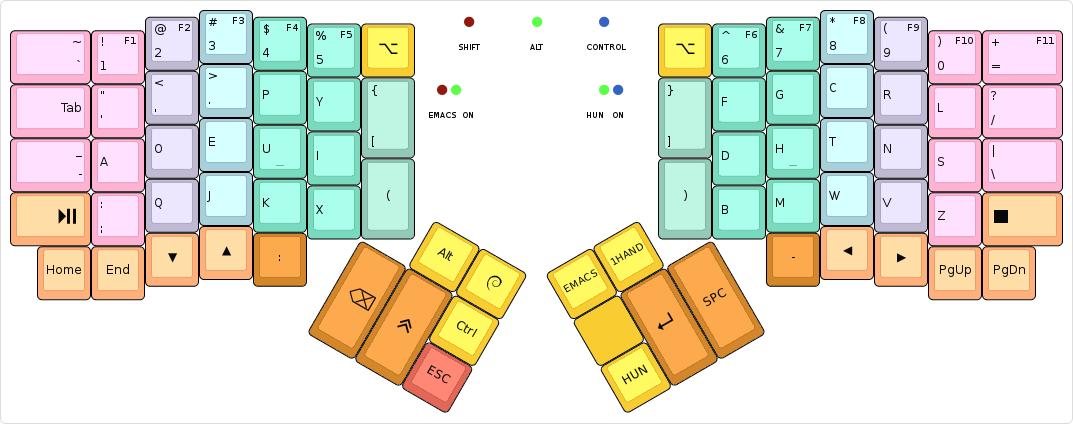 ~ `
! F1 1
@ F2 2
# F3 3
$ F4 4
% F5 5
⌥
SHIFT
ALT
CONTROL
⌥
^ F6 6
& F7 7
* F8 8
( F9 9
) F10 0
+ F11 =
Tab
" '
< ,
> .
P
Y
{ [
EMACS ON
HUN ON
} ]
F
G
C
R
L
? /
_ -
A
O
E
U _
I
D
H _
T
N
S
| \
: ;
Q
J
K
X
(
)
B
M
W
V
Z
Home
End
▼
▲
:
-
◀
▶
PgUp
PgDn
Alt
Ctrl
ESC
EMACS
1HAND
SPC
HUN